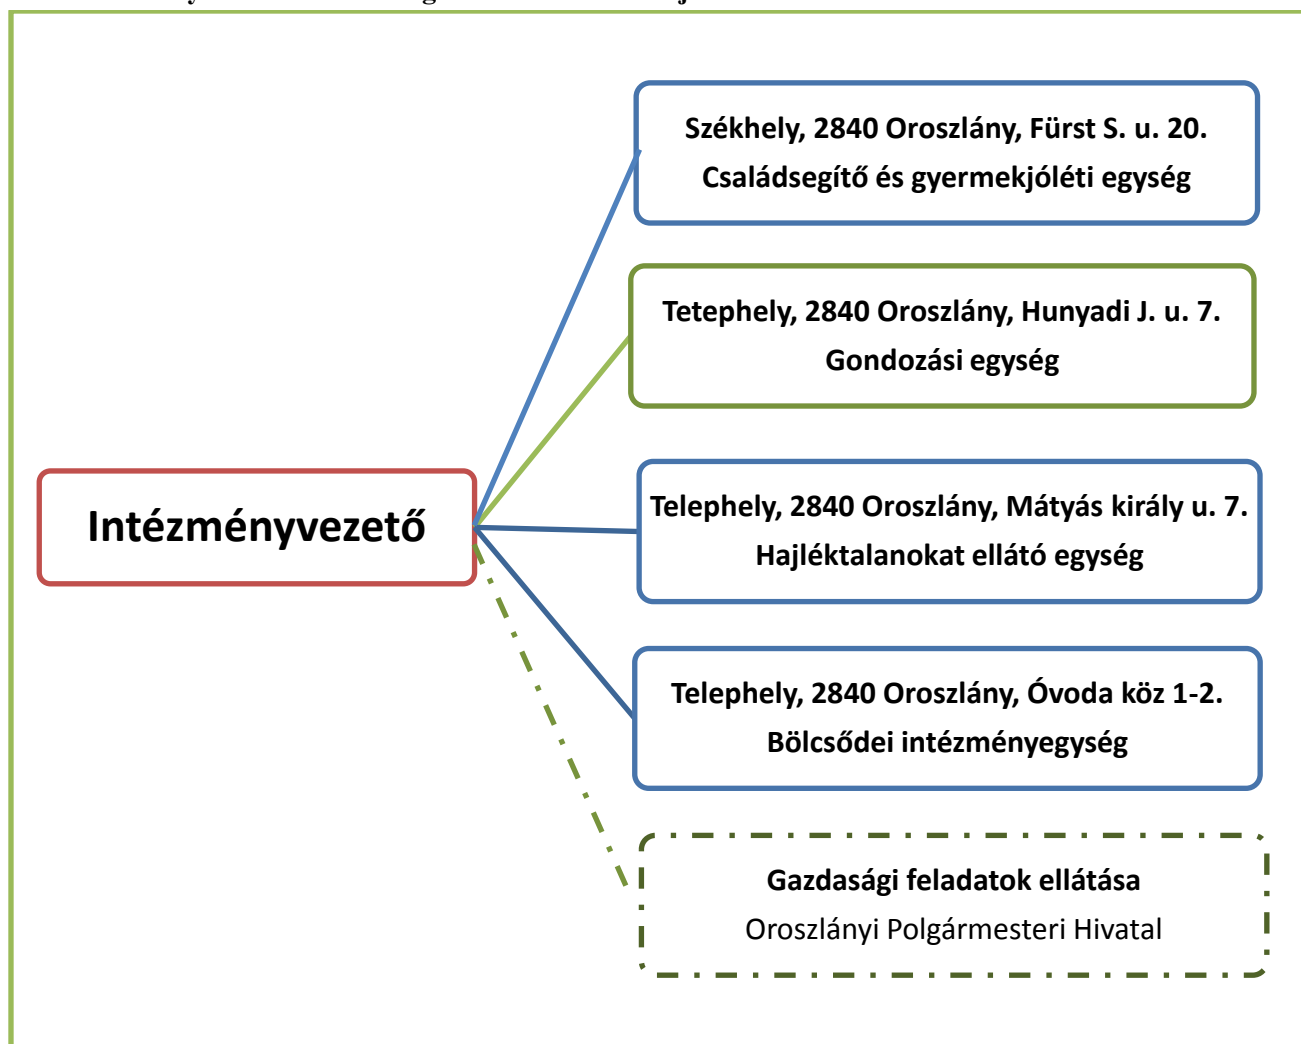 Székhely, 2840 Oroszlány, Fürst S. u. 20.
Családsegítő és gyermekjóléti egység
Tetephely, 2840 Oroszlány, Hunyadi J. u. 7.
Gondozási egység
Intézményvezető
Telephely, 2840 Oroszlány, Mátyás király u. 7.
Hajléktalanokat ellátó egység
Telephely, 2840 Oroszlány, Óvoda köz 1-2.
Bölcsődei intézményegység
Gazdasági feladatok ellátása
Oroszlányi Polgármesteri Hivatal